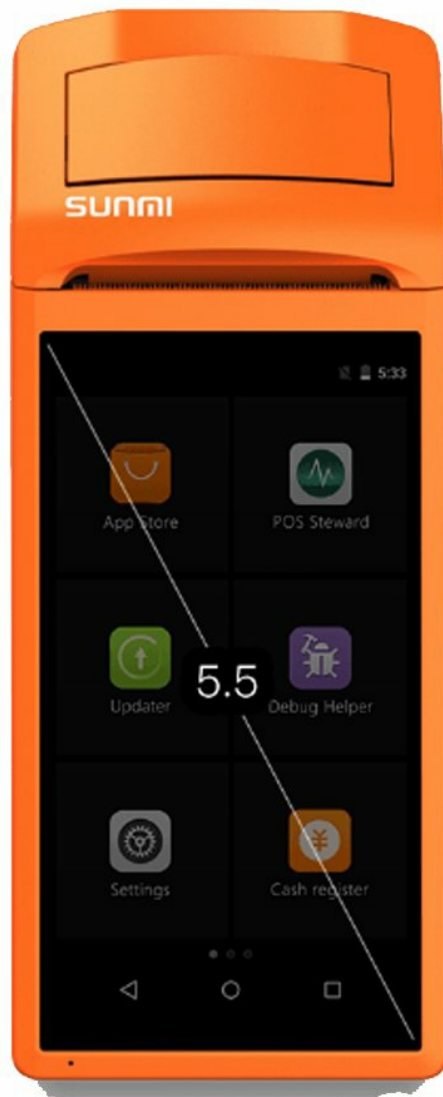 SUNMI
5:33
App Store
POS Steward
5.5
Updater
Debug Helper
Settings
¥
Cash register